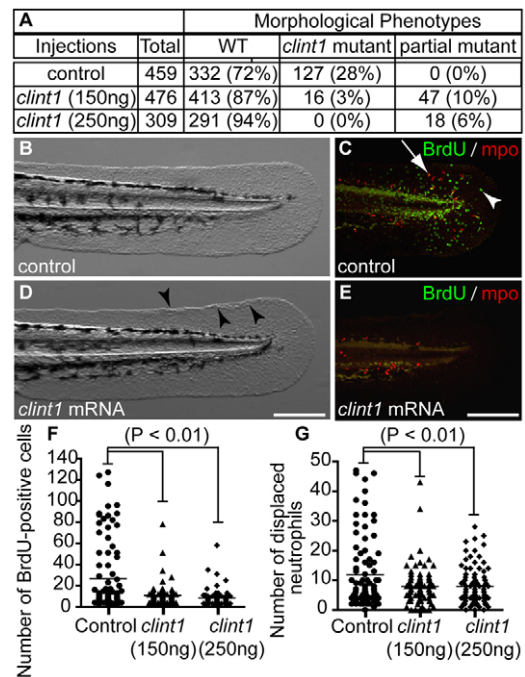 A Morphological Phenotypes
Injections Total WT clint1 mutant partial mutant
control 459 332 (72%) 127 (28%) 0 (0%)
clint1 (150ng) 476 413 (87%) 16 (3%) 47 (10%)
clint1 (250ng) 309 291 (94%) 0 (0%) 18 (6%)
B
control
C BrdU / mpo
control
D
clint1 mRNA
E BrdU / mpo
clint1 mRNA
F
(P < 0.01)
Number of BrdU-positive cells
140
120
100
80
60
40
20
0
Control clint1 clint1
(150ng) (250ng)
G
(P < 0.01)
Number of displaced
neutrophils
50
40
30
20
10
0
Control clint1 clint1
(150ng) (250ng)